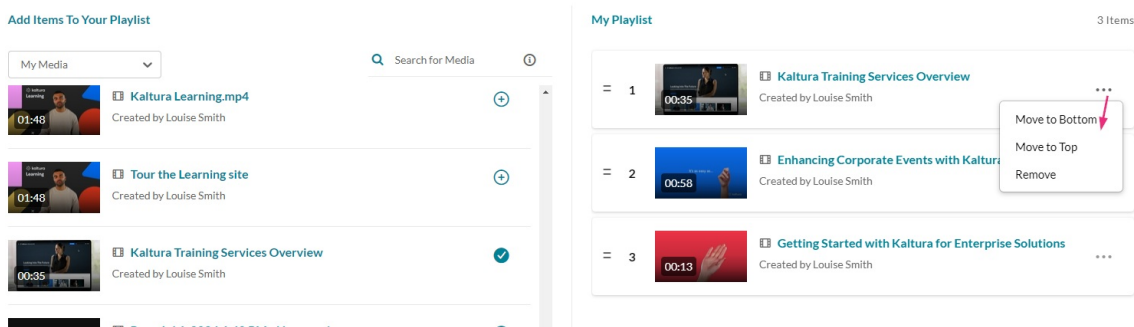 Add Items To Your Playlist
My Media
Search for Media
kaltura
Learning
01:48
Kaltura Learning.mp4
Created by Louise Smith
kaltura
Learning
01:48
Tour the Learning site
Created by Louise Smith
00:35
Kaltura Training Services Overview
Created by Louise Smith
My Playlist
3 Items
1
00:35
Kaltura Training Services Overview
Created by Louise Smith
Move to Bottom
Move to Top
Remove
2
00:58
Enhancing Corporate Events with Kaltura
Created by Louise Smith
3
00:13
Getting Started with Kaltura for Enterprise Solutions
Created by Louise Smith